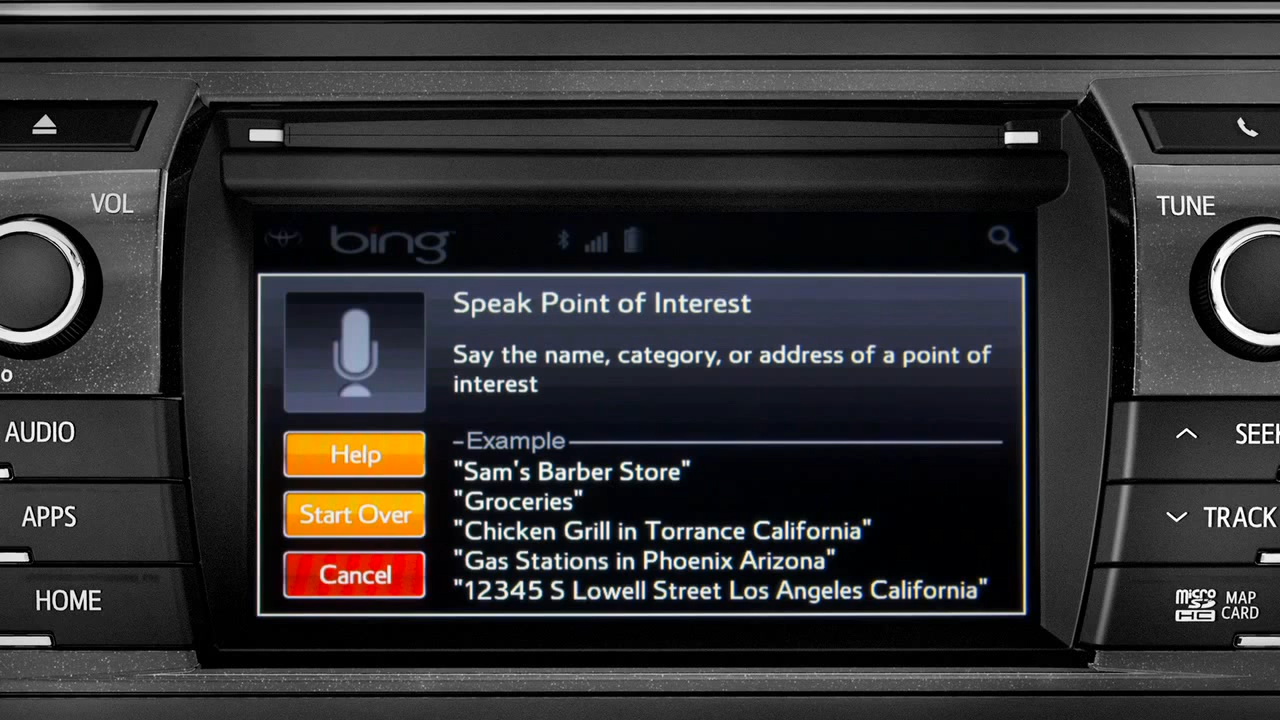 VOL
TUNE
bing
Speak Point of Interest
Say the name, category, or address of a point of
interest
Help
Start Over
Cancel
Example
"Sam's Barber Store"
"Groceries"
"Chicken Grill in Torrance California"
"Gas Stations in Phoenix Arizona"
"12345 S Lowell Street Los Angeles California"
AUDIO
APPS
HOME
SEEK
TRACK
micro
SD
HC
MAP
CARD